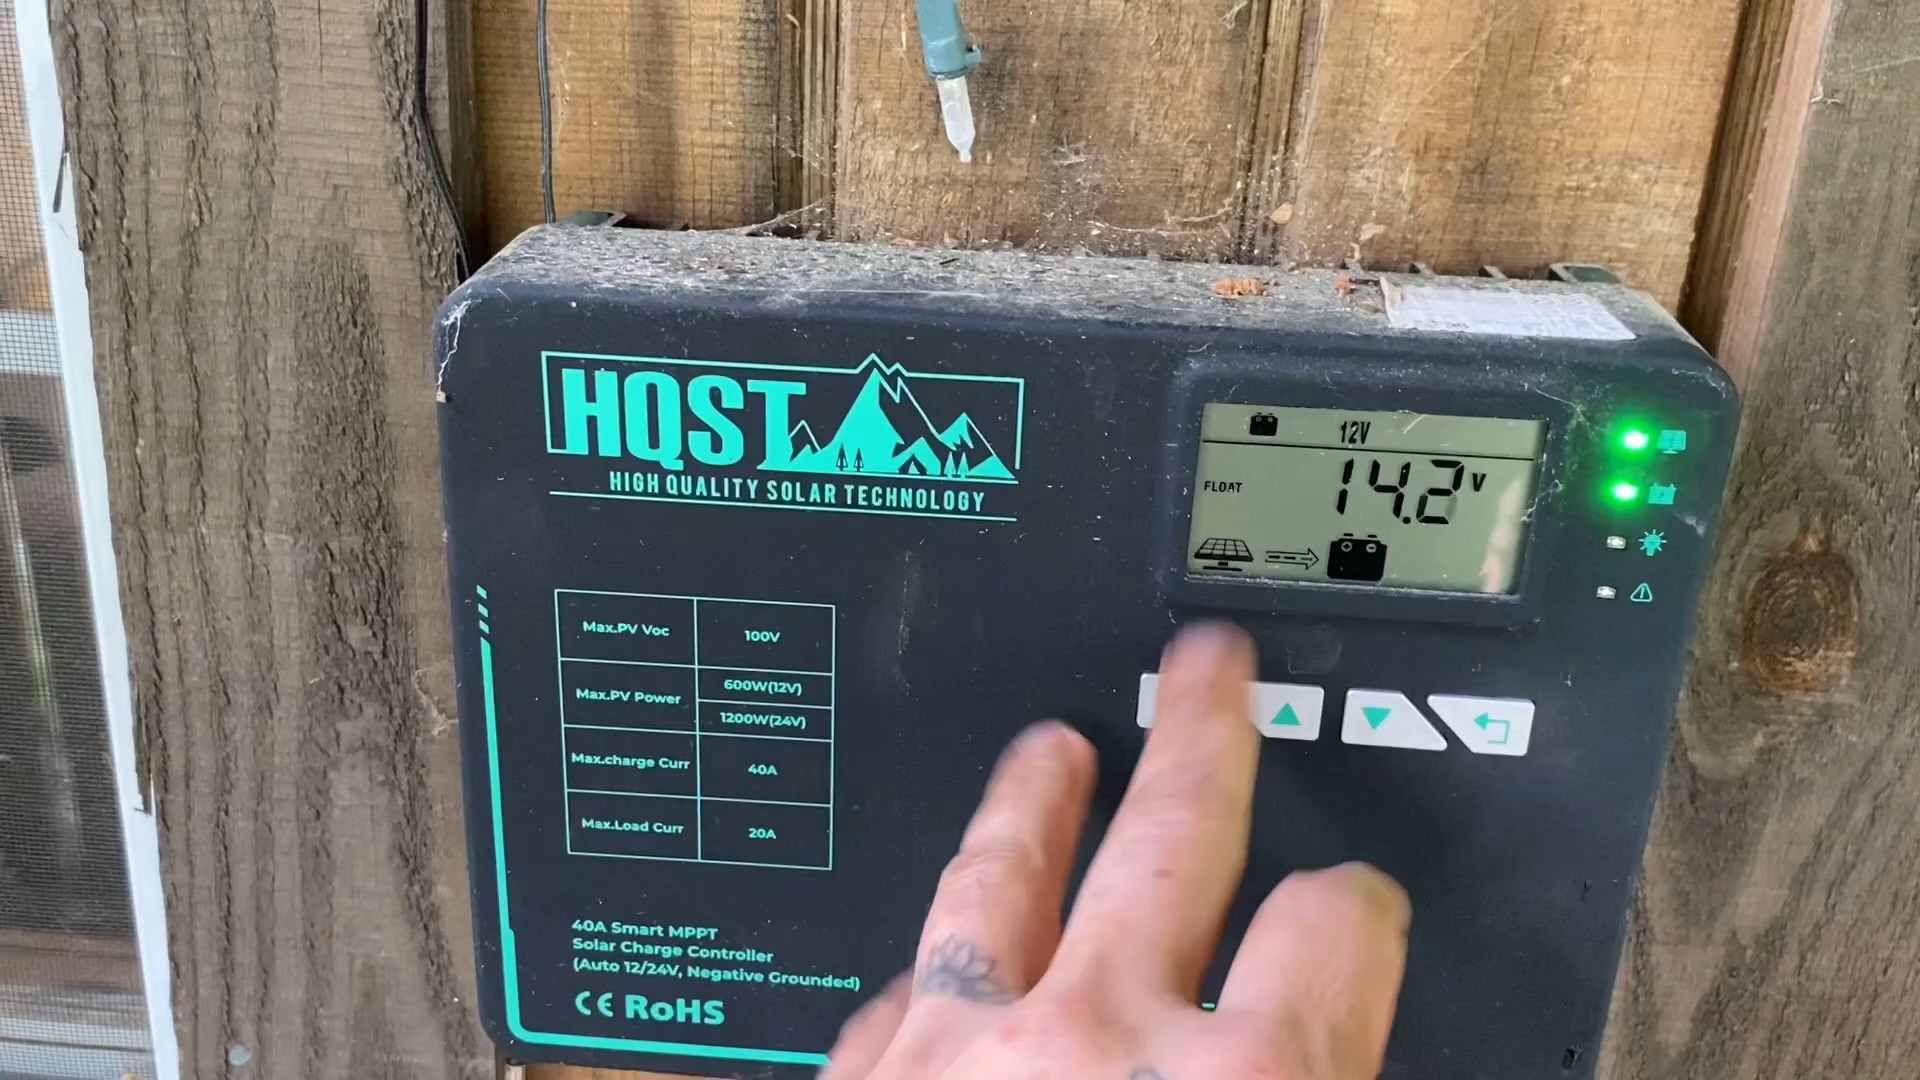 HQST
HIGH QUALITY SOLAR TECHNOLOGY
12V
FLOAT
14.2 V
Max.PV Voc 100V
Max.PV Power 600W(12V)
1200W(24V)
Max.charge Curr 40A
Max.Load Curr 20A
40A Smart MPPT
Solar Charge Controller
(Auto 12/24V, Negative Grounded)
CE RoHS